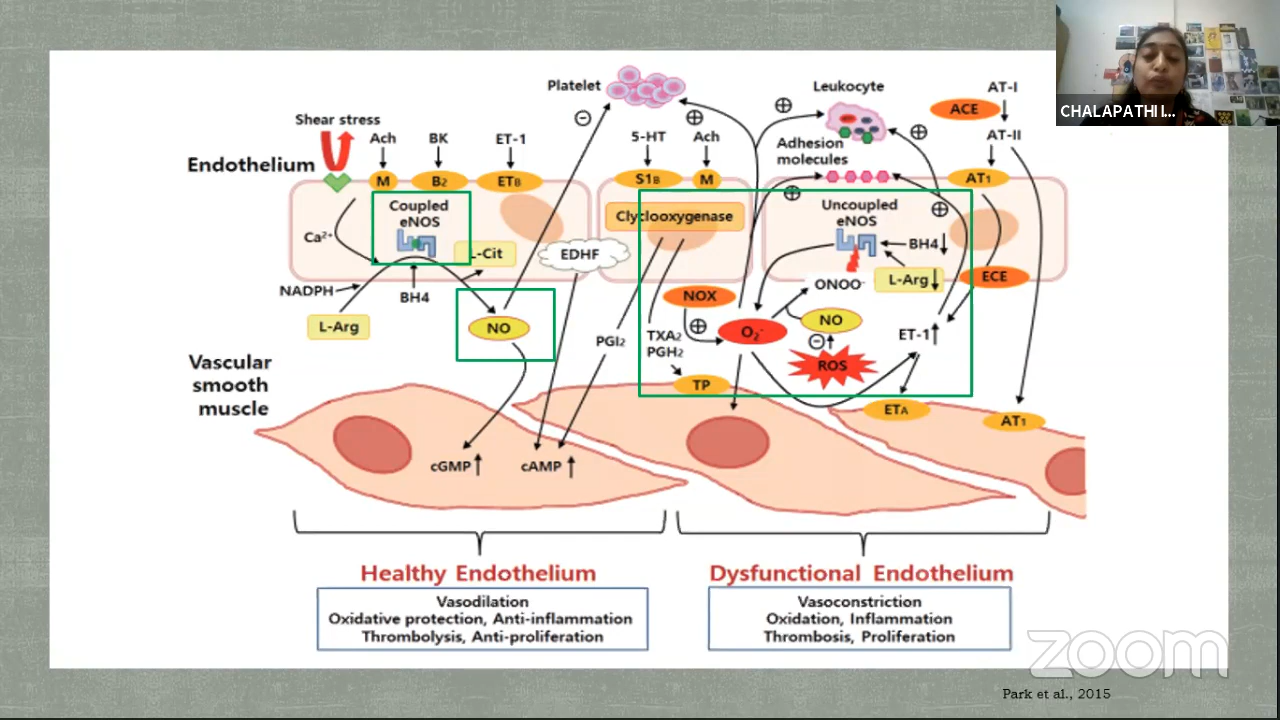 CHALAPATHI I...
Platelet
Leukocyte
AT-I
ACE
AT-II
Shear stress
Ach
BK
ET-1
5-HT
Ach
Adhesion
molecules
Endothelium
M
B2
ETB
S1B
M
AT1
Coupled
eNOS
Clyclooxygenase
Uncoupled
eNOS
Ca2+
L-Cit
EDHF
BH4
L-Arg
ECE
NADPH
BH4
ONOO-
NOX
L-Arg
NO
O2-
NO
ET-1
TXA2
PGH2
PGI2
ROS
Vascular
smooth
muscle
TP
ETA
AT1
cGMP
cAMP
Healthy Endothelium
Dysfunctional Endothelium
Vasodilation
Oxidative protection, Anti-inflammation
Thrombolysis, Anti-proliferation
Vasoconstriction
Oxidation, Inflammation
Thrombosis, Proliferation
zoom
Park et al., 2015